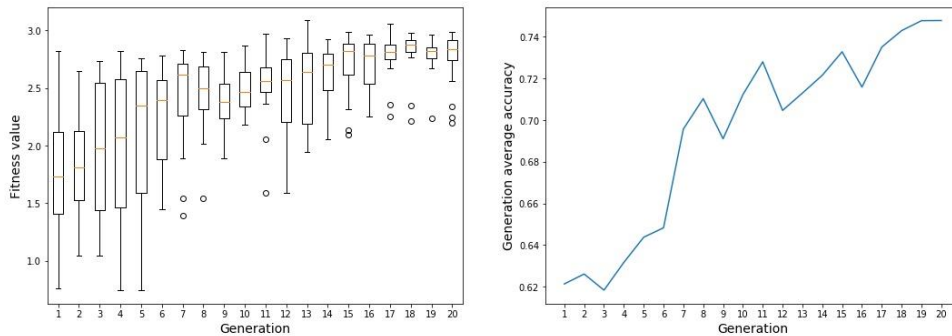 3.0
2.5
2.0
1.5
1.0
Fitness value
1 2 3 4 5 6 7 8 9 10 11 12 13 14 15 16 17 18 19 20
Generation
0.74
0.72
0.70
0.68
0.66
0.64
0.62
Generation average accuracy
1 2 3 4 5 6 7 8 9 10 11 12 13 14 15 16 17 18 19 20
Generation